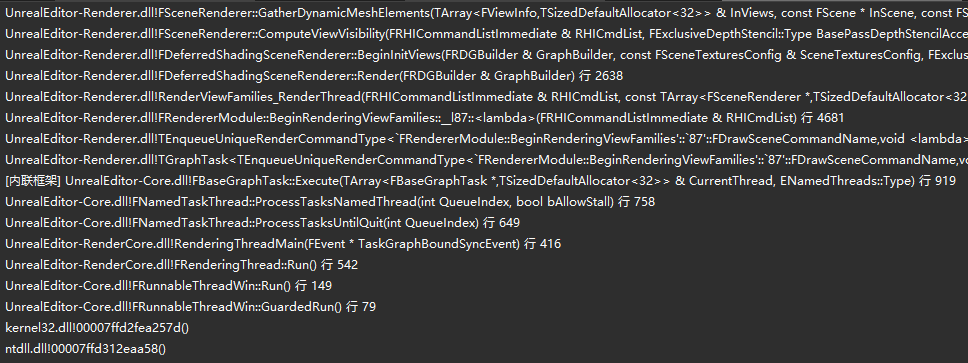 UnrealEditor-Renderer.dll!FSceneRenderer::GatherDynamicMeshElements(TArray<FViewInfo,TSizedDefaultAllocator<32>> & InViews, const FScene * InScene, const FS
UnrealEditor-Renderer.dll!FSceneRenderer::ComputeViewVisibility(FRHICommandListImmediate & RHICmdList, FExclusiveDepthStencil::Type BasePassDepthStencilAcce
UnrealEditor-Renderer.dll!FDeferredShadingSceneRenderer::BeginInitViews(FRDGBuilder & GraphBuilder, const FSceneTexturesConfig & SceneTexturesConfig, FExclus
UnrealEditor-Renderer.dll!FDeferredShadingSceneRenderer::Render(FRDGBuilder & GraphBuilder) 行 2638
UnrealEditor-Renderer.dll!RenderViewFamilies_RenderThread(FRHICommandListImmediate & RHICmdList, const TArray<FSceneRenderer *,TSizedDefaultAllocator<32
UnrealEditor-Renderer.dll!FRendererModule::BeginRenderingViewFamilies::__l87::<lambda>(FRHICommandListImmediate & RHICmdList) 行 4681
UnrealEditor-Renderer.dll!TEnqueueUniqueRenderCommandType<`FRendererModule::BeginRenderingViewFamilies'::`87'::FDrawSceneCommandName,void <lambda>
UnrealEditor-Renderer.dll!TGraphTask<TEnqueueUniqueRenderCommandType<`FRendererModule::BeginRenderingViewFamilies'::`87'::FDrawSceneCommandName,vo
[内联框架] UnrealEditor-Core.dll!FBaseGraphTask::Execute(TArray<FBaseGraphTask *,TSizedDefaultAllocator<32>> & CurrentThread, ENamedThreads::Type) 行 919
UnrealEditor-Core.dll!FNamedTaskThread::ProcessTasksNamedThread(int QueueIndex, bool bAllowStall) 行 758
UnrealEditor-Core.dll!FNamedTaskThread::ProcessTasksUntilQuit(int QueueIndex) 行 649
UnrealEditor-RenderCore.dll!RenderingThreadMain(FEvent * TaskGraphBoundSyncEvent) 行 416
UnrealEditor-RenderCore.dll!FRenderingThread::Run() 行 542
UnrealEditor-Core.dll!FRunnableThreadWin::Run() 行 149
UnrealEditor-Core.dll!FRunnableThreadWin::GuardedRun() 行 79
kernel32.dll!00007ffd2fea257d()
ntdll.dll!00007ffd312eaa58()